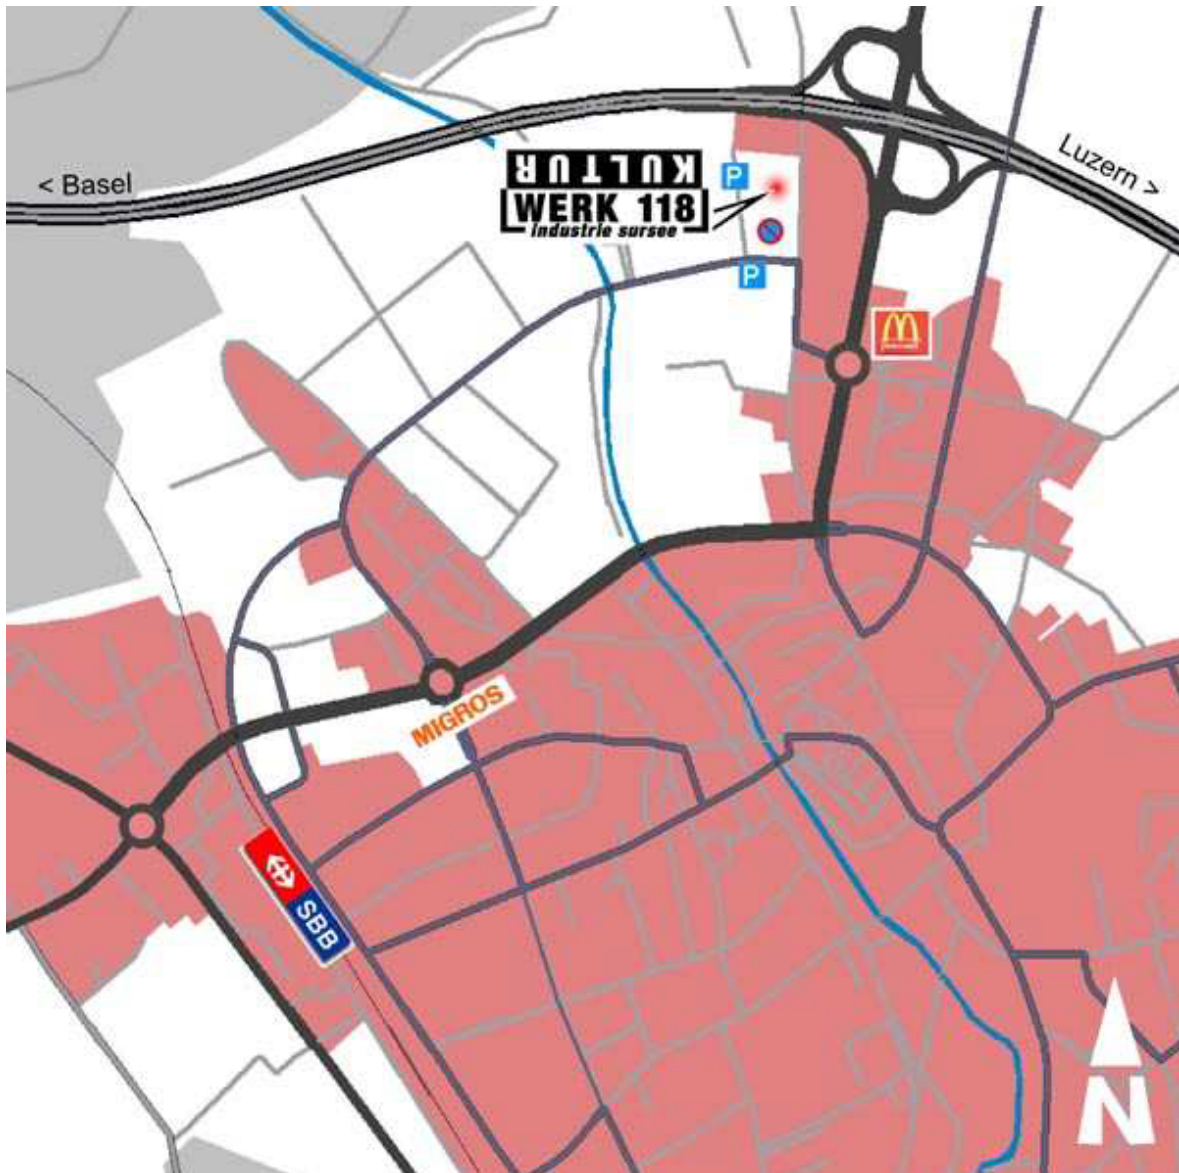 Luzern >
< Basel
KULTUR
P
WERK 118
industrie sursee
P
MIGROS
SBB
N